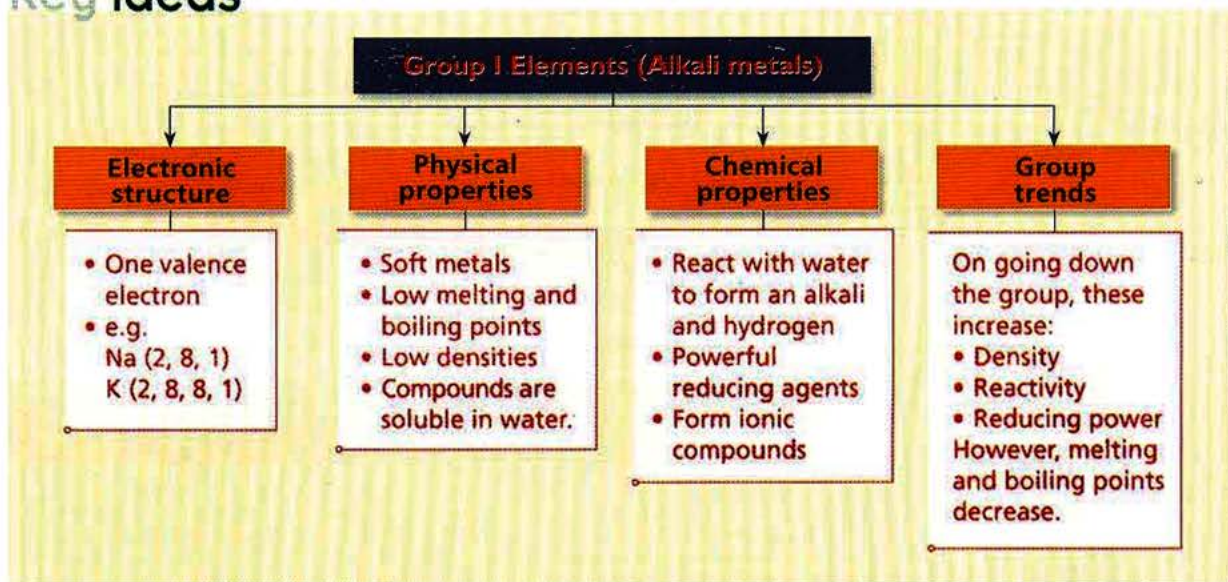 Key Ideas
Group I Elements (Alkali metals)
Electronic
structure
• One valence
electron
• e.g.
Na (2, 8, 1)
K (2, 8, 8, 1)
Physical
properties
• Soft metals
• Low melting and
boiling points
• Low densities
• Compounds are
soluble in water.
Chemical
properties
• React with water
to form an alkali
and hydrogen
• Powerful
reducing agents
• Form ionic
compounds
Group
trends
On going down
the group, these
increase:
• Density
• Reactivity
• Reducing power
However, melting
and boiling points
decrease.